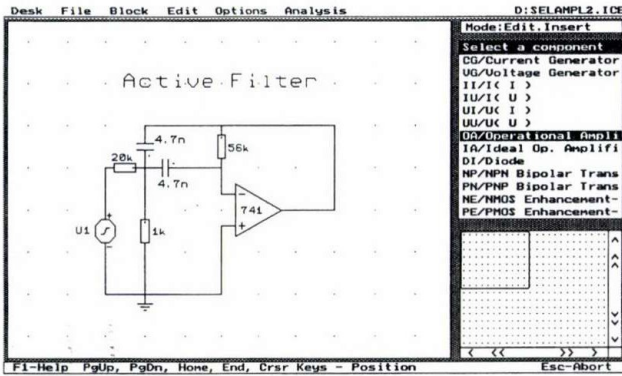 Desk File Block Edit Options Analysis D:SELAMPL2.ICE
Mode:Edit.Insert
Select a component
CG/Current Generator
VG/Voltage Generator
II/I( I )
IU/I( U )
UI/U( I )
UU/U( U )
OA/Operational Ampli
IA/Ideal Op. Amplifi
DI/Diode
NP/NPN Bipolar Trans
PN/PNP Bipolar Trans
NE/NMOS Enhancement-
PE/PMOS Enhancement-
Active Filter
4.7n
56k
20k
4.7n
741
U1
1k
F1-Help PgUp, PgDn, Home, End, Crsr Keys - Position Esc-Abort